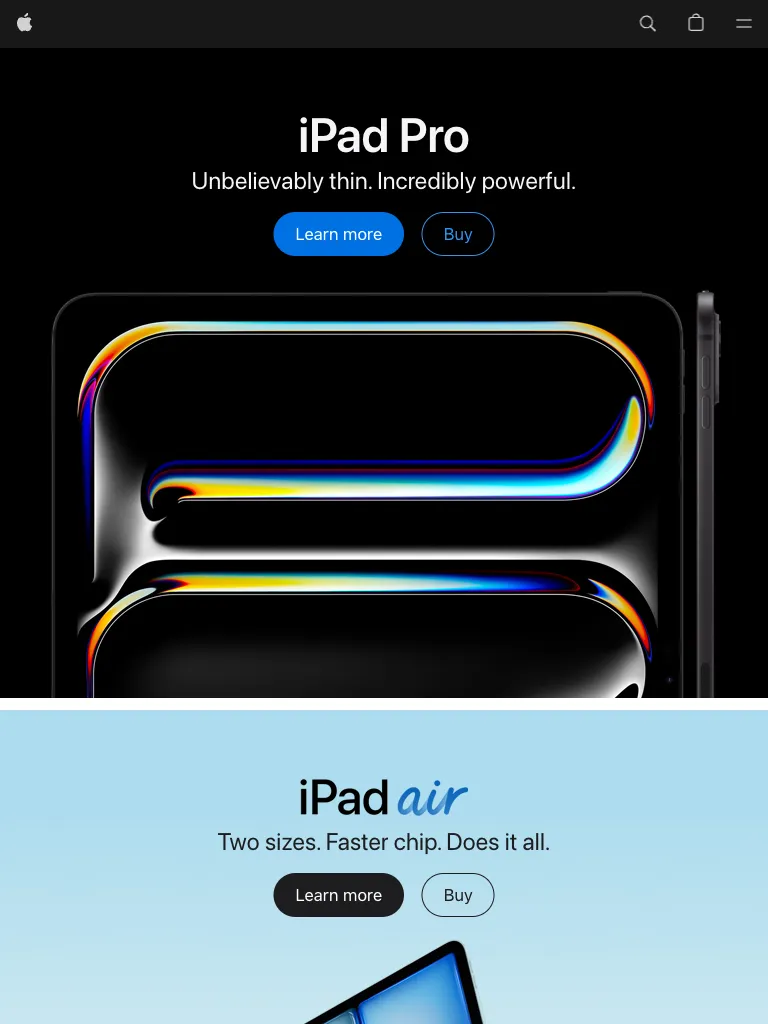 iPad Pro
Unbelievably thin. Incredibly powerful.
Learn more
Buy
iPad air
Two sizes. Faster chip. Does it all.
Learn more
Buy